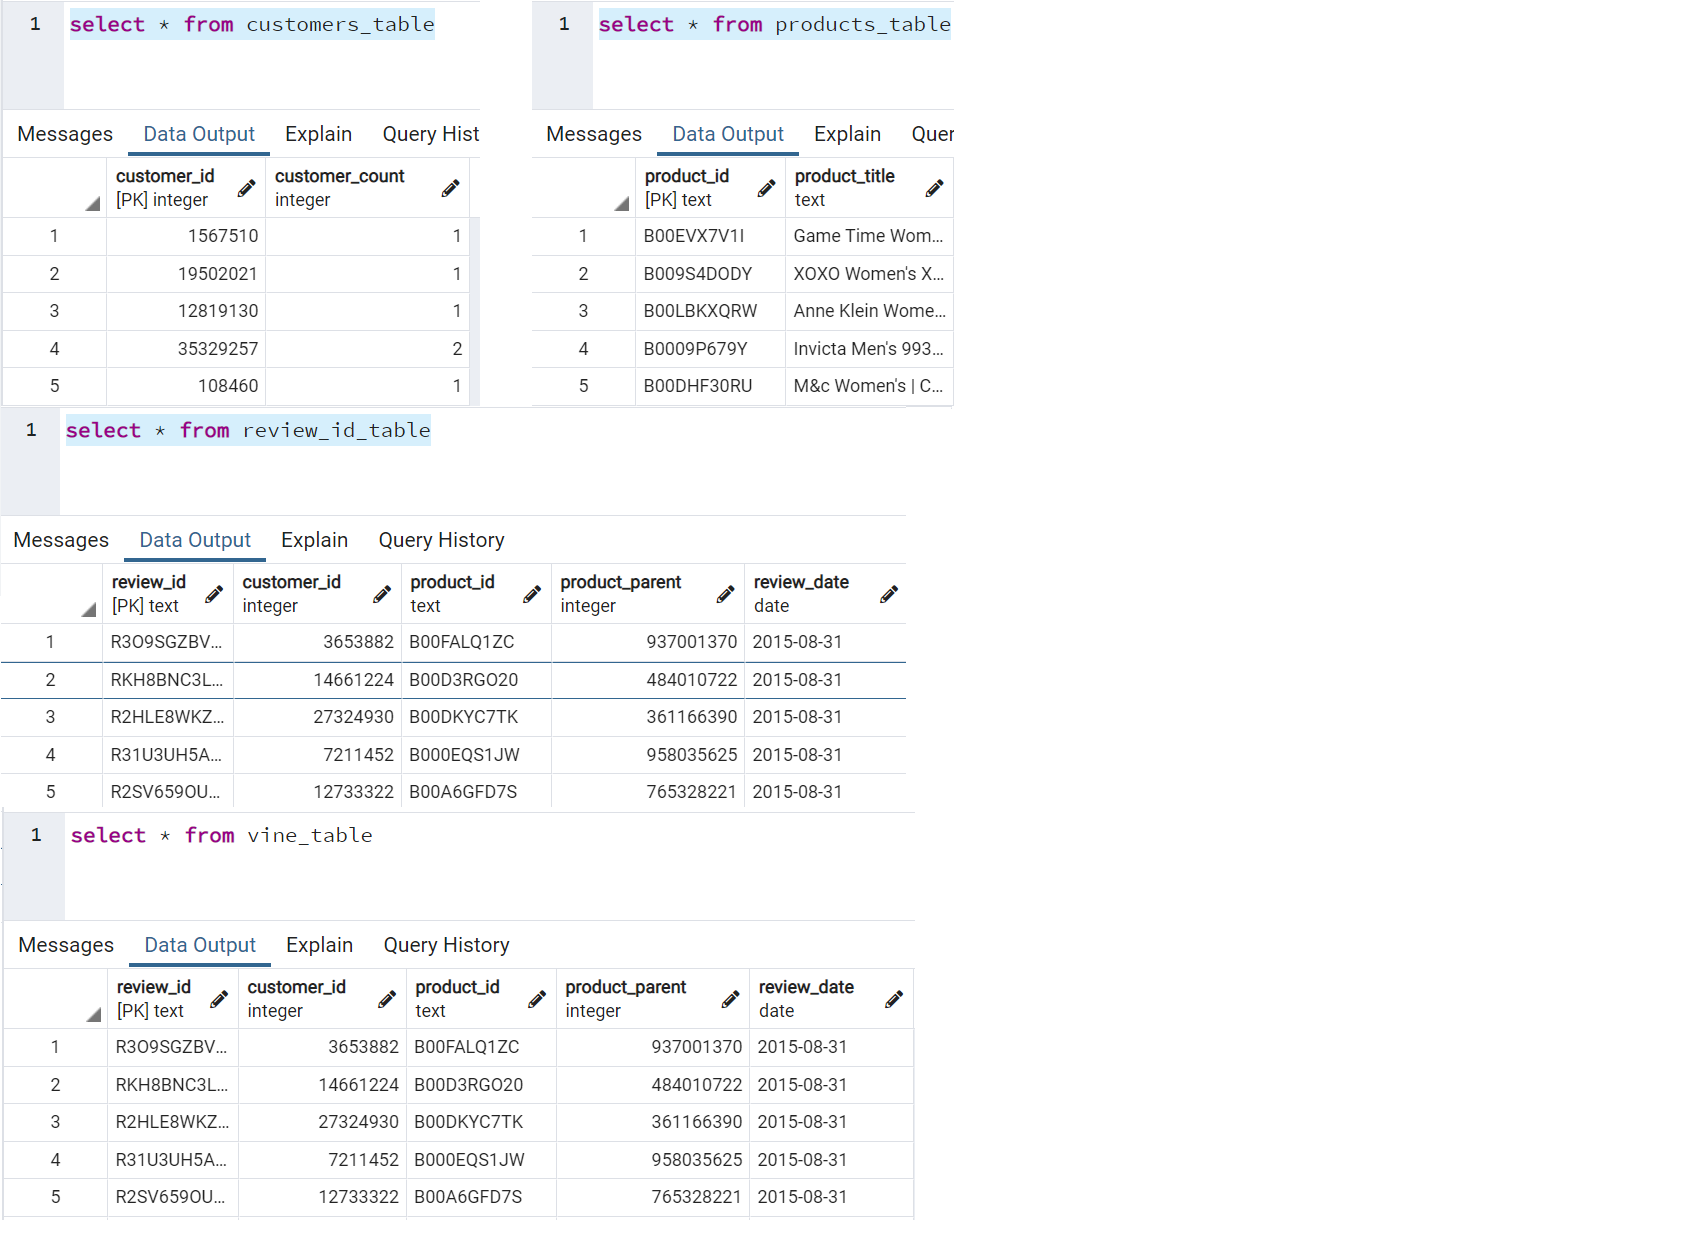 1 select * from customers_table
Messages Data Output Explain Query Hist
customer_id customer_count
[PK] integer integer
1 1567510 1
2 19502021 1
3 12819130 1
4 35329257 2
5 108460 1
1 select * from products_table
Messages Data Output Explain Quer
product_id product_title
[PK] text text
1 B00EVX7V1I Game Time Wom...
2 B009S4DODY XOXO Women's X...
3 B00LBKXQRW Anne Klein Wome...
4 B0009P679Y Invicta Men's 993...
5 B00DHF30RU M&c Women's | C...
1 select * from review_id_table
Messages Data Output Explain Query History
review_id customer_id product_id product_parent review_date
[PK] text integer text integer date
1 R3O9SGZBV... 3653882 B00FALQ1ZC 937001370 2015-08-31
2 RKH8BNC3L... 14661224 B00D3RGO20 484010722 2015-08-31
3 R2HLE8WKZ... 27324930 B00DKYC7TK 361166390 2015-08-31
4 R31U3UH5A... 7211452 B000EQS1JW 958035625 2015-08-31
5 R2SV659OU... 12733322 B00A6GFD7S 765328221 2015-08-31
1 select * from vine_table
Messages Data Output Explain Query History
review_id customer_id product_id product_parent review_date
[PK] text integer text integer date
1 R3O9SGZBV... 3653882 B00FALQ1ZC 937001370 2015-08-31
2 RKH8BNC3L... 14661224 B00D3RGO20 484010722 2015-08-31
3 R2HLE8WKZ... 27324930 B00DKYC7TK 361166390 2015-08-31
4 R31U3UH5A... 7211452 B000EQS1JW 958035625 2015-08-31
5 R2SV659OU... 12733322 B00A6GFD7S 765328221 2015-08-31